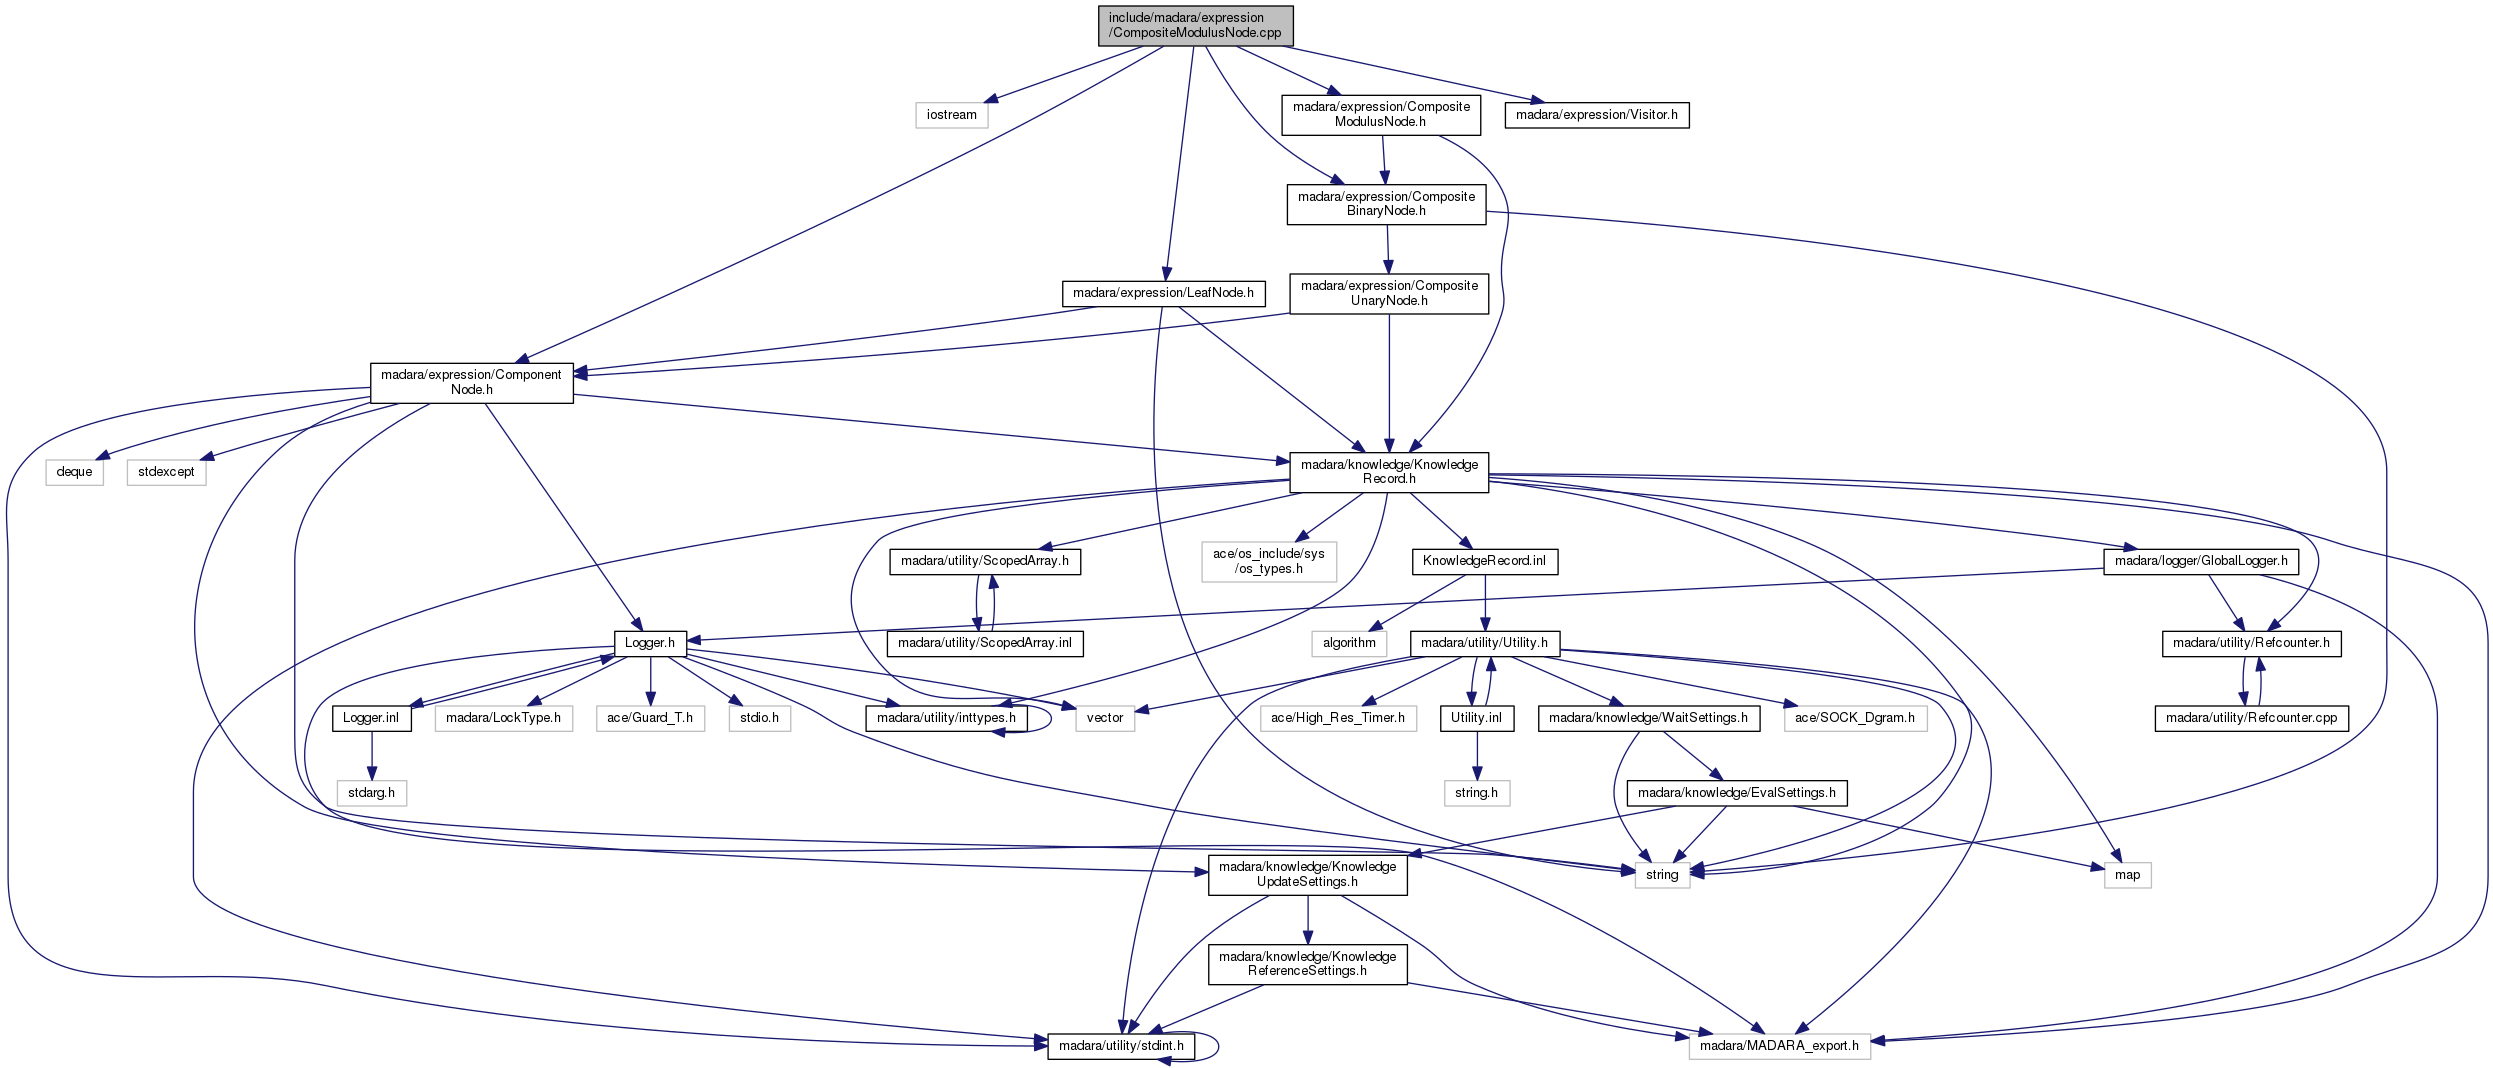 include/madara/expression
/CompositeModulusNode.cpp
iostream
madara/expression/Composite
ModulusNode.h
madara/expression/Visitor.h
madara/expression/Composite
BinaryNode.h
madara/expression/LeafNode.h
madara/expression/Composite
UnaryNode.h
madara/expression/Component
Node.h
deque
stdexcept
madara/knowledge/Knowledge
Record.h
madara/utility/ScopedArray.h
ace/os_include/sys
/os_types.h
KnowledgeRecord.inl
madara/logger/GlobalLogger.h
Logger.h
madara/utility/ScopedArray.inl
algorithm
madara/utility/Utility.h
madara/utility/Refcounter.h
Logger.inl
madara/LockType.h
ace/Guard_T.h
stdio.h
madara/utility/inttypes.h
vector
ace/High_Res_Timer.h
Utility.inl
madara/knowledge/WaitSettings.h
ace/SOCK_Dgram.h
madara/utility/Refcounter.cpp
stdarg.h
string.h
madara/knowledge/EvalSettings.h
madara/knowledge/Knowledge
UpdateSettings.h
string
map
madara/knowledge/Knowledge
ReferenceSettings.h
madara/utility/stdint.h
madara/MADARA_export.h